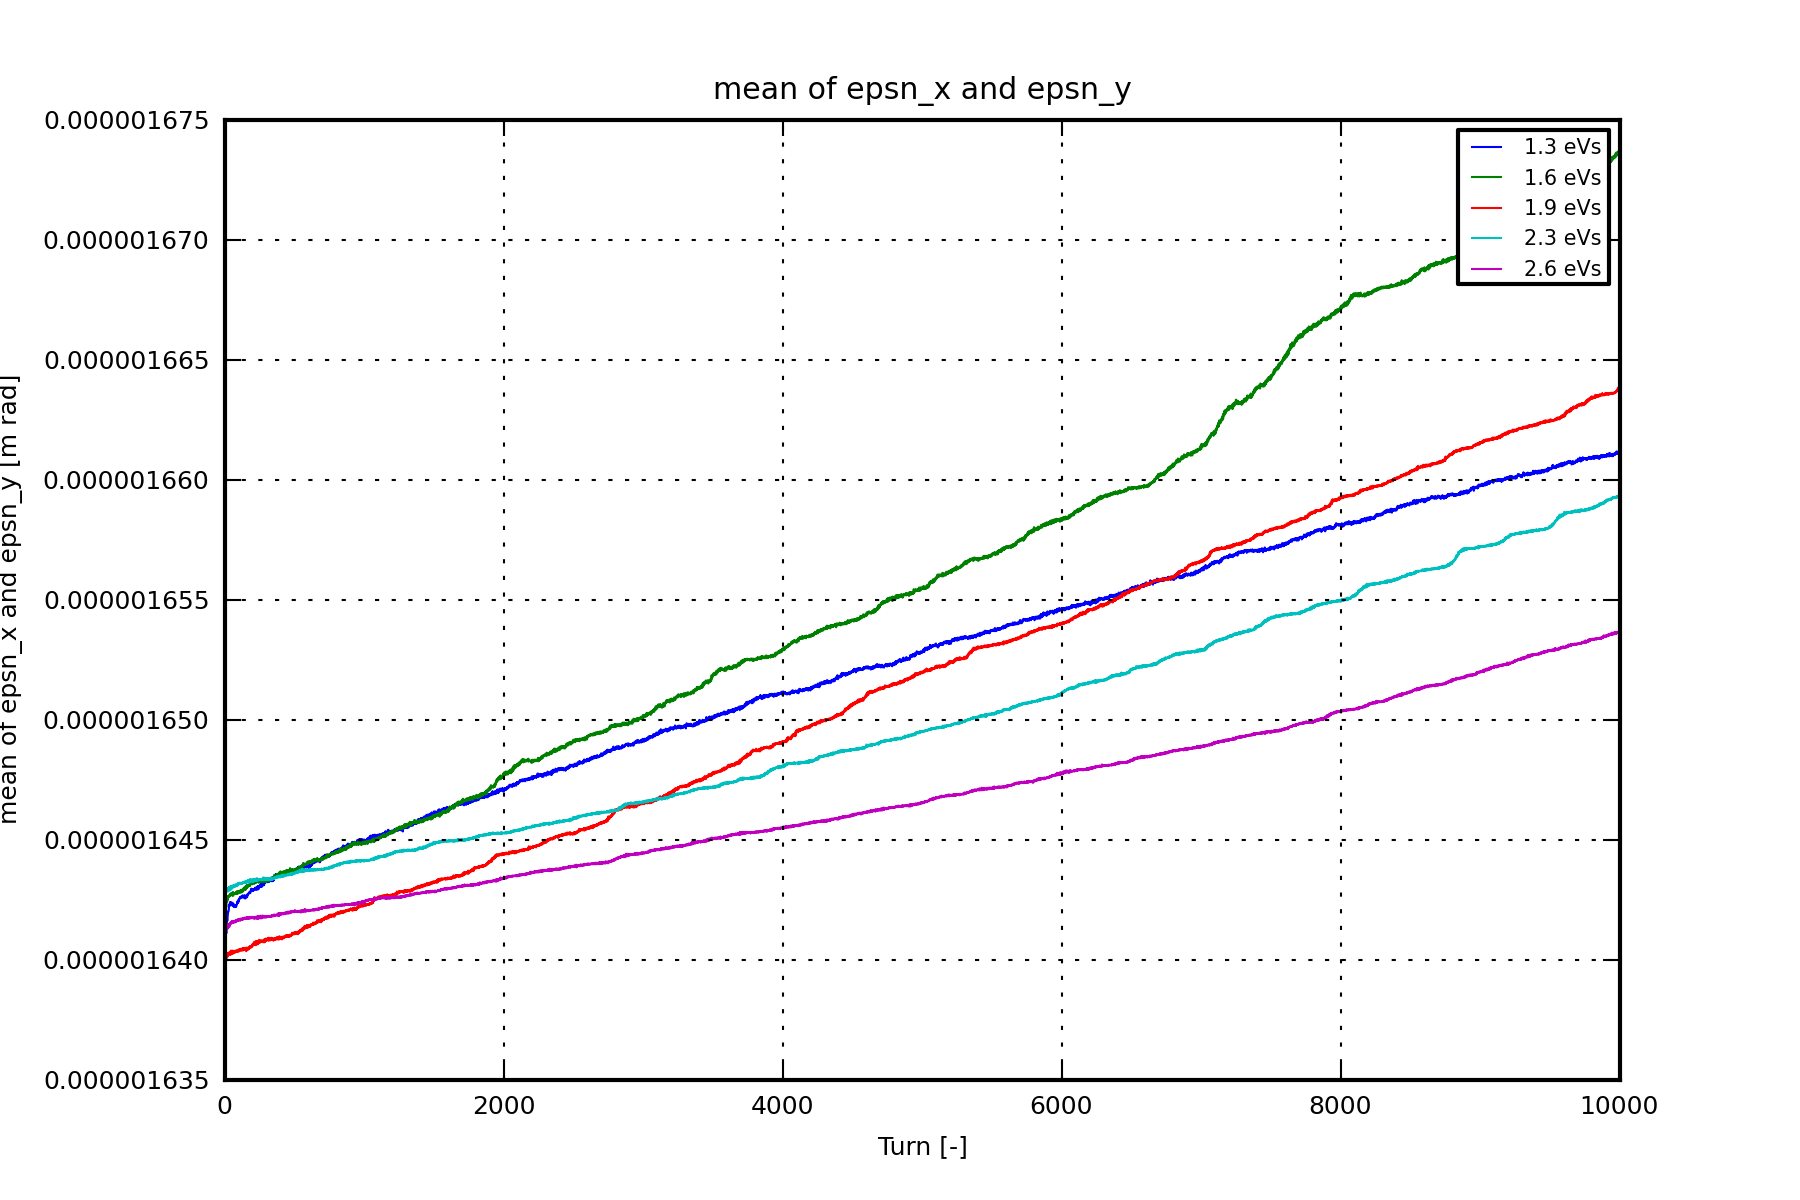 mean of epsn_x and epsn_y
mean of epsn_x and epsn_y [m rad]
0.000001675
0.000001670
0.000001665
0.000001660
0.000001655
0.000001650
0.000001645
0.000001640
0.000001635
1.3 eVs
1.6 eVs
1.9 eVs
2.3 eVs
2.6 eVs
0 2000 4000 6000 8000 10000
Turn [-]